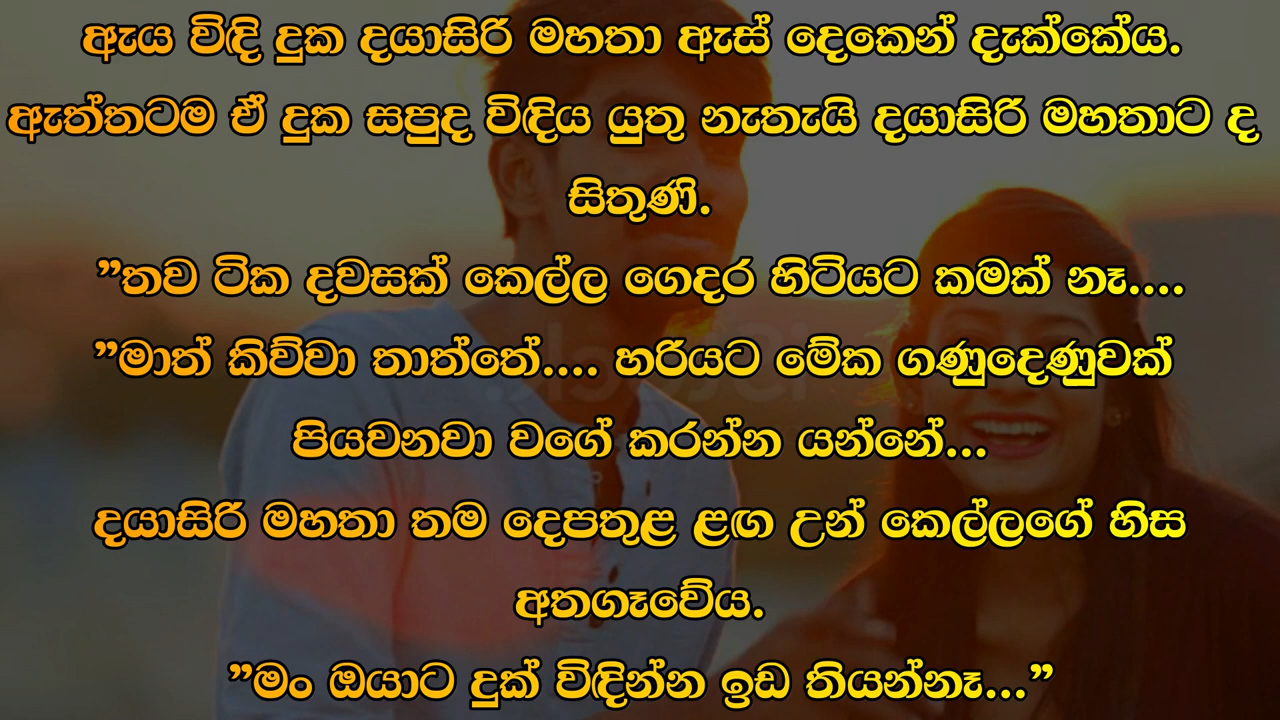 ඇය විඳි දුක දයාසිරි මහතා ඇස් දෙකෙන් දැක්කේය.
ඇත්තටම ඒ දුක සපුද විඳිය යුතු නැතැයි දයාසිරි මහතාට ද
සිතුණි.
”තව ටික දවසක් කෙල්ල ගෙදර හිටියට කමක් නෑ....
”මාත් කිව්වා තාත්තේ.... හරියට මේක ගණුදෙණුවක්
පියවනවා වගේ කරන්න යන්නේ...
දයාසිරි මහතා තම දෙපතුළ ළඟ උන් කෙල්ලගේ හිස
අතගෑවේය.
”මං ඔයාට දුක් විඳින්න ඉඩ තියන්නෑ...”